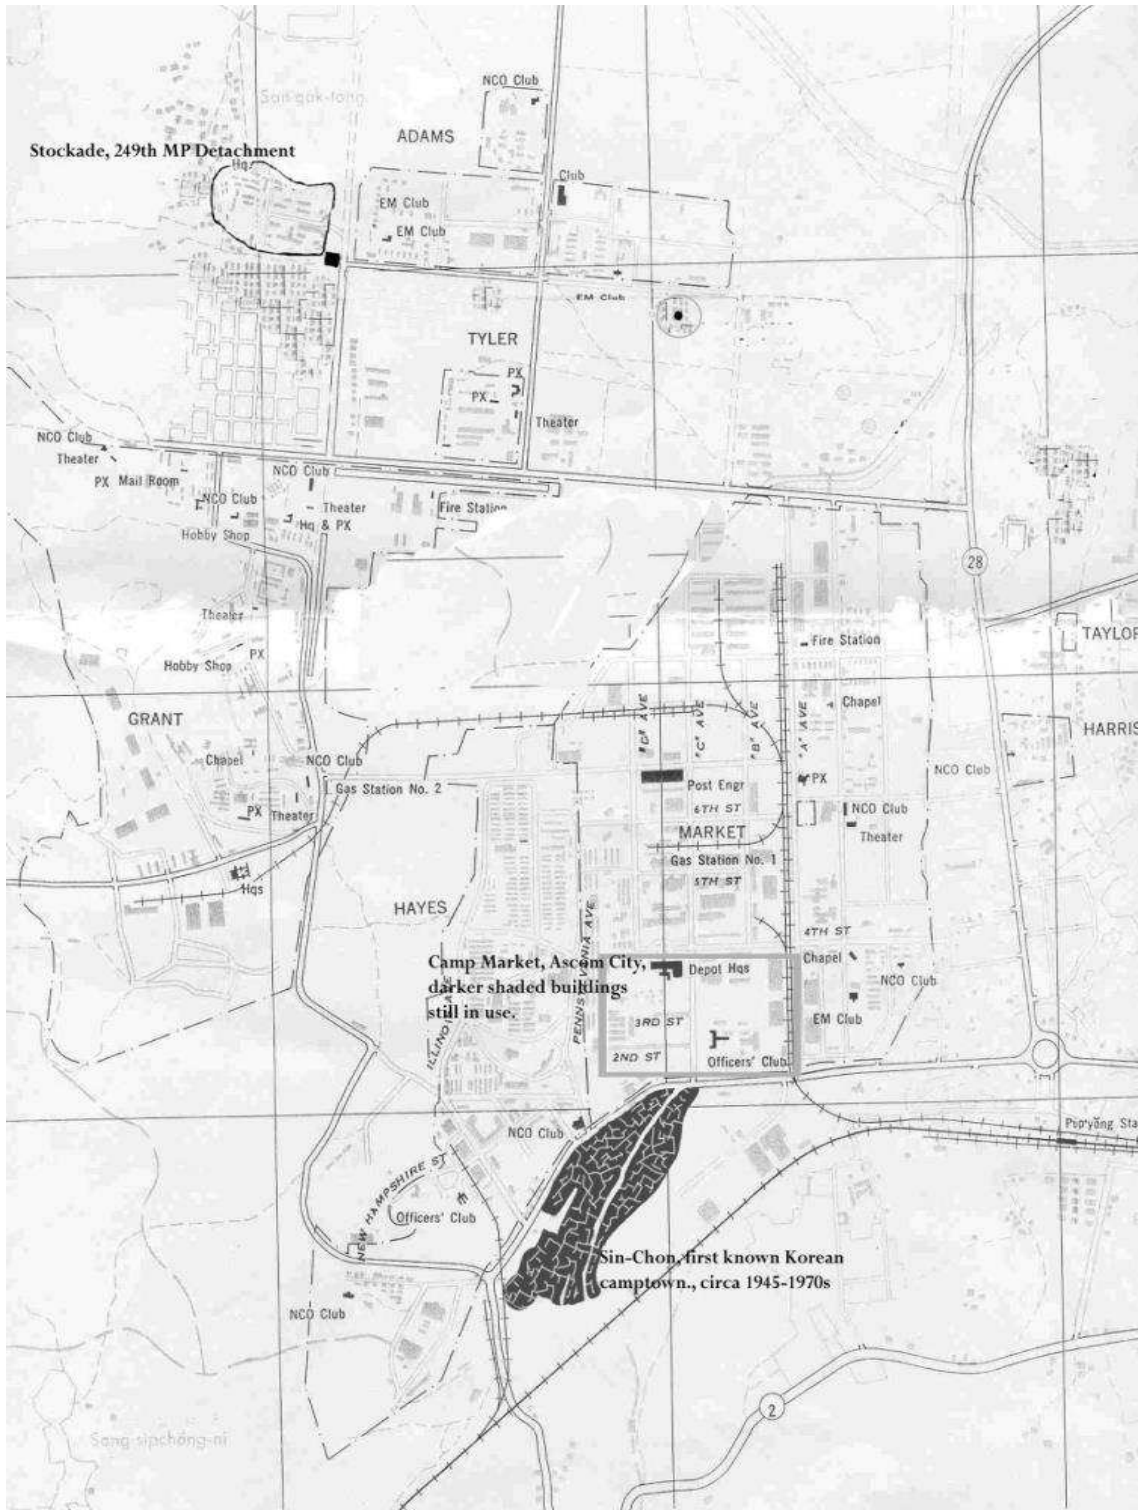 NCO Club
San-gok-tong
ADAMS
Stockade, 249th MP Detachment
Hq
Club
EM Club
EM Club
EM Club
TYLER
PX
PX
Theater
NCO Club
Theater
PX Mail Room
NCO Club
NCO Club
Theater
Hq & PX
Fire Station
Hobby Shop
28
Theater
Fire Station
TAYLOR
PX
Hobby Shop
"D" AVE
"C" AVE
"B" AVE
"A" AVE
Chapel
GRANT
HARRIS
Chapel
NCO Club
NCO Club
PX
Gas Station No. 2
Post Engr
6TH ST
PX
Theater
NCO Club
MARKET
Theater
Gas Station No. 1
5TH ST
Hqs
HAYES
PENNSYLVANIA AVE
4TH ST
Camp Market, Ascom City,
darker shaded buildings
still in use.
Depot Hqs
Chapel
NCO Club
ILLINOIS AVE
3RD ST
EM Club
2ND ST
Officers' Club
NCO Club
Pup'yŏng Sta
NEW HAMPSHIRE ST
Officers' Club
Sin-Chon, first known Korean
camptown., circa 1945-1970s
NCO Club
2
Sang-sipchŏng-ni